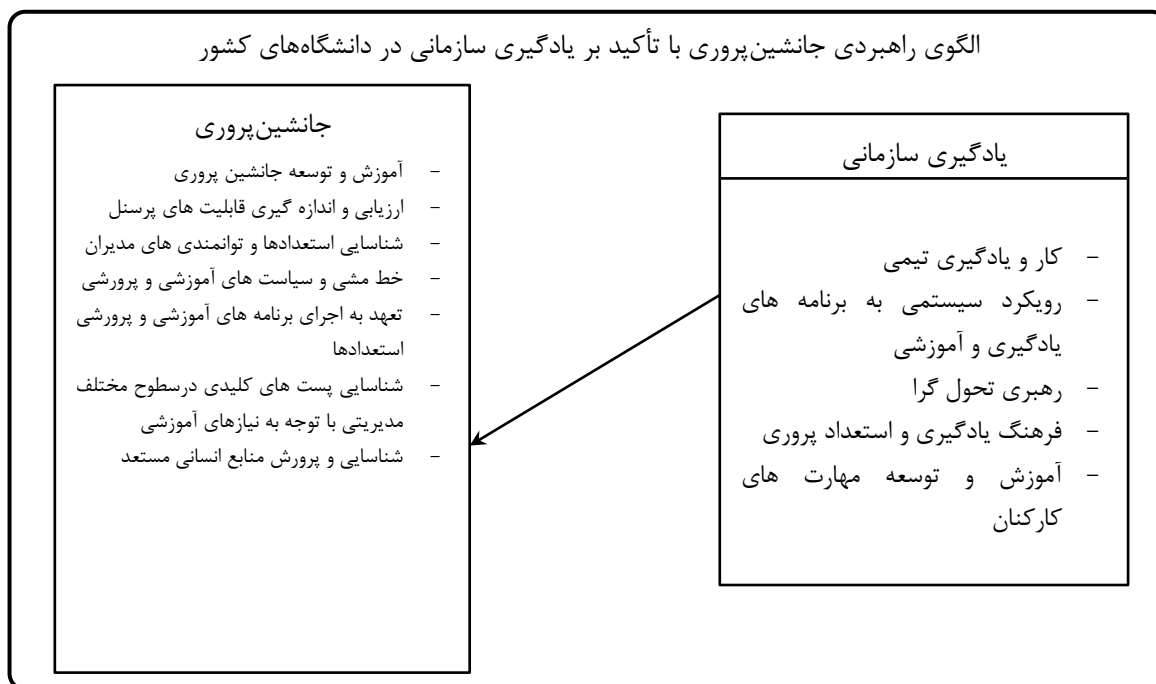 الگوی راهبردی جانشین‌پروری با تأکید بر یادگیری سازمانی در دانشگاه‌های کشور
یادگیری سازمانی
- کار و یادگیری تیمی
- رویکرد سیستمی به برنامه های
یادگیری و آموزشی
- رهبری تحول گرا
- فرهنگ یادگیری و استعداد پروری
- آموزش و توسعه مهارت های
کارکنان
جانشین‌پروری
- آموزش و توسعه جانشین پروری
- ارزیابی و اندازه گیری قابلیت های پرسنل
- شناسایی استعدادها و توانمندی های مدیران
- خط مشی و سیاست های آموزشی و پرورشی
- تعهد به اجرای برنامه های آموزشی و پرورشی
استعدادها
- شناسایی پست های کلیدی درسطوح مختلف
مدیریتی با توجه به نیازهای آموزشی
- شناسایی و پرورش منابع انسانی مستعد